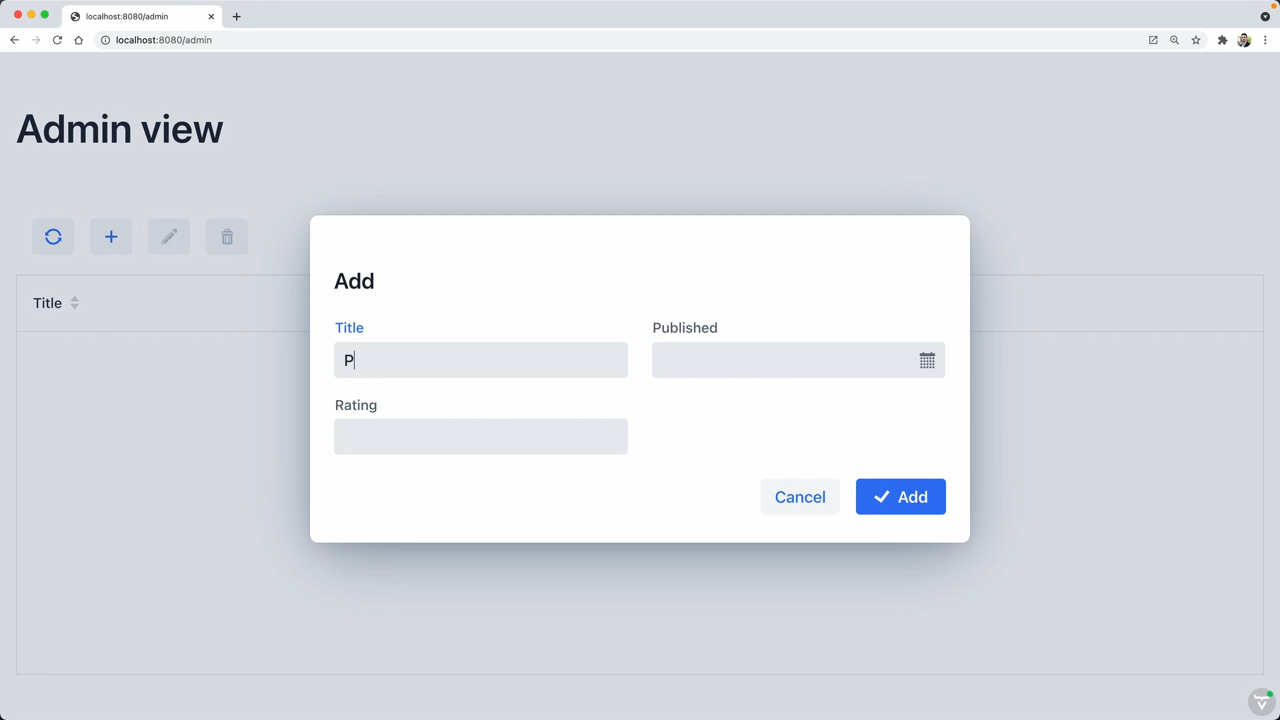 localhost:8080/admin
localhost:8080/admin
Admin view
Title
Add
Title
Published
P
Rating
Cancel
Add